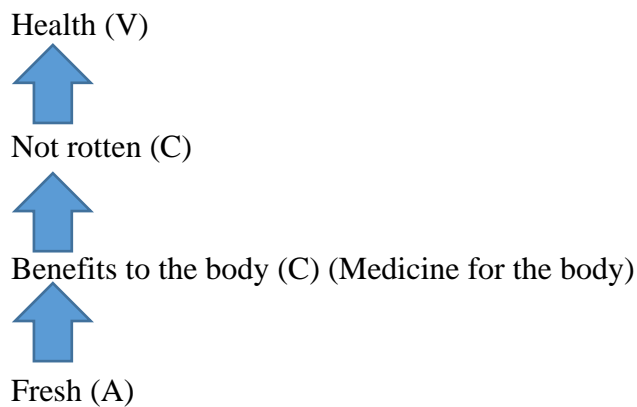 Health (V)
Not rotten (C)
Benefits to the body (C) (Medicine for the body)
Fresh (A)